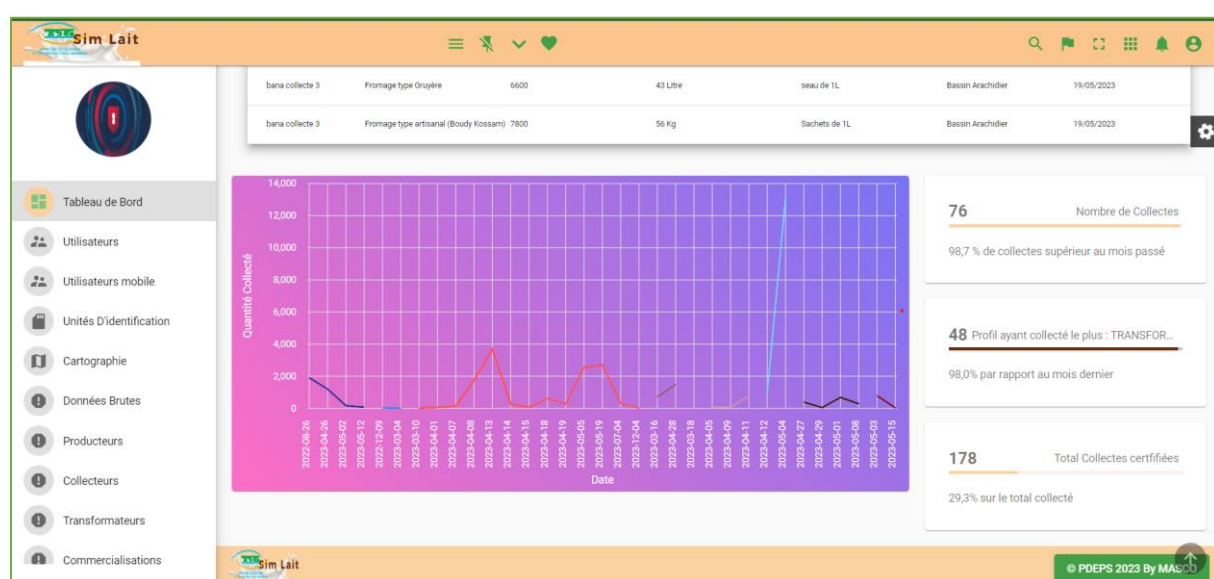 Sim Lait
bana collecte 3 Fromage type Gruyère 6600 43 Litre seau de 1L Bassin Arachidier 19/05/2023
bana collecte 3 Fromage type artisanal (Boudy Kossam) 7800 56 Kg Sachets de 1L Bassin Arachidier 19/05/2023
Tableau de Bord
Utilisateurs
Utilisateurs mobile
Unités D'identification
Cartographie
Données Brutes
Producteurs
Collecteurs
Transformateurs
Commercialisations
Quantité Collecté
14,000
12,000
10,000
8,000
6,000
4,000
2,000
0
2022-08-26
2023-04-26
2023-05-02
2023-05-12
2022-12-09
2023-03-04
2023-03-10
2023-04-01
2023-04-07
2023-04-08
2023-04-13
2023-04-14
2023-04-15
2023-04-18
2023-04-19
2023-05-05
2023-05-19
2023-07-04
2023-12-04
2023-03-16
2023-04-28
2023-03-18
2023-04-05
2023-04-09
2023-04-11
2023-04-12
2023-05-04
2023-04-27
2023-04-29
2023-05-01
2023-05-08
2023-05-03
2023-05-15
Date
76 Nombre de Collectes
98,7 % de collectes supérieur au mois passé
48 Profil ayant collecté le plus : TRANSFOR...
98,0% par rapport au mois dernier
178 Total Collectes certfifiées
29,3% sur le total collecté
Sim Lait
© PDEPS 2023 By MASCO